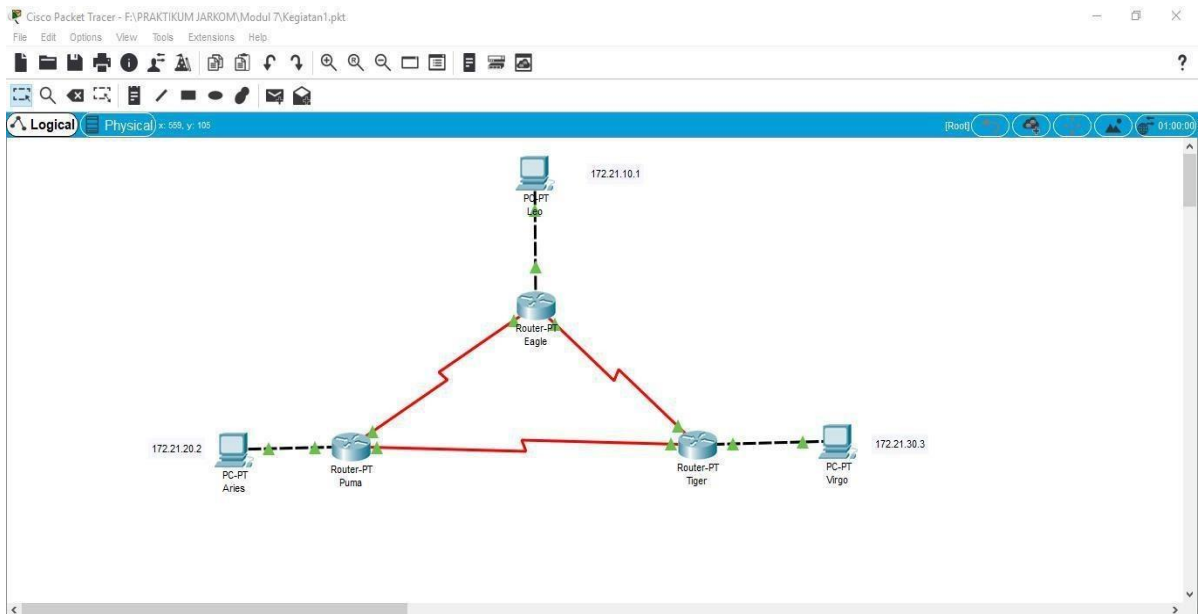 Cisco Packet Tracer - F:\PRAKTIKUM JARKOM\Modul 7\Kegiatan1.pkt
File Edit Options View Tools Extensions Help
?
Logical Physical x: 559, y: 105 [Root] 01:00:00
172.21.10.1
PC-PT
Leo
Router-PT
Eagle
172.21.20.2
PC-PT
Aries
Router-PT
Puma
Router-PT
Tiger
PC-PT
Virgo
172.21.30.3